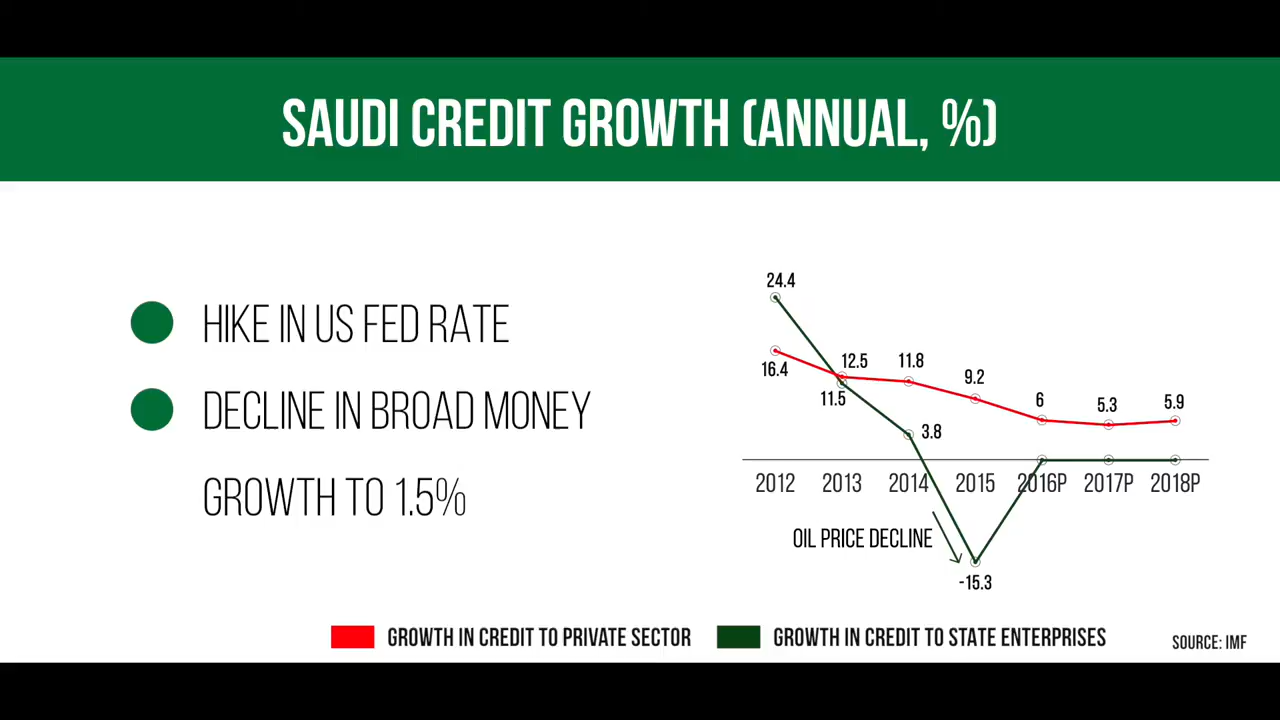 SAUDI CREDIT GROWTH (ANNUAL, %)
HIKE IN US FED RATE
DECLINE IN BROAD MONEY
GROWTH TO 1.5%
24.4
16.4
12.5
11.5
11.8
3.8
9.2
6
5.3
5.9
2012 2013 2014 2015 2016P 2017P 2018P
OIL PRICE DECLINE
-15.3
GROWTH IN CREDIT TO PRIVATE SECTOR
GROWTH IN CREDIT TO STATE ENTERPRISES
SOURCE: IMF